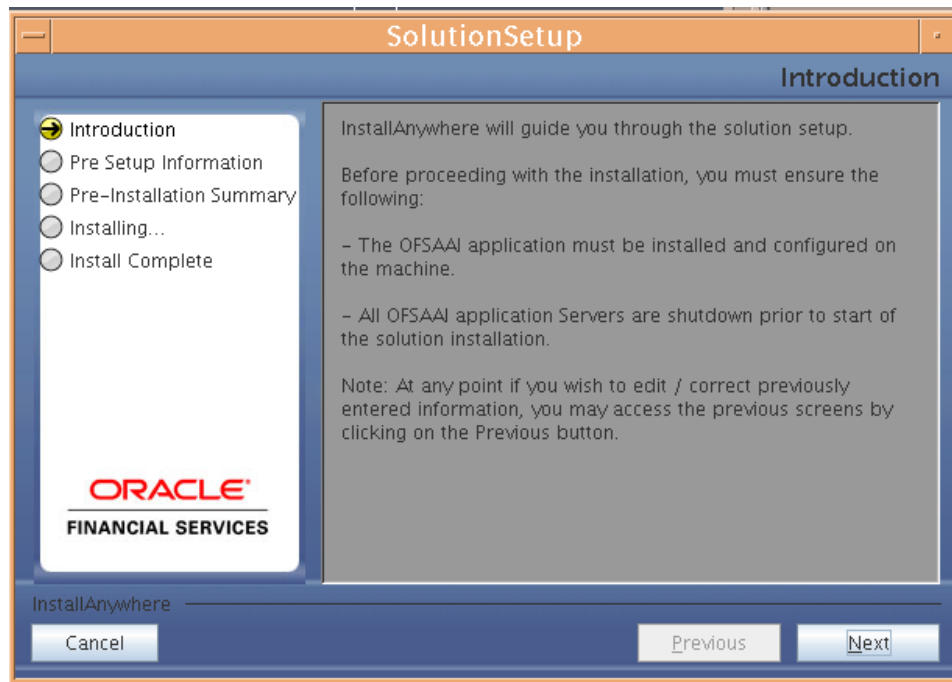 SolutionSetup
Introduction
Introduction
Pre Setup Information
Pre-Installation Summary
Installing...
Install Complete
ORACLE
FINANCIAL SERVICES
InstallAnywhere will guide you through the solution setup.
Before proceeding with the installation, you must ensure the
following:
- The OFSAAI application must be installed and configured on
the machine.
- All OFSAAI application Servers are shutdown prior to start of
the solution installation.
Note: At any point if you wish to edit / correct previously
entered information, you may access the previous screens by
clicking on the Previous button.
InstallAnywhere
Cancel
Previous
Next